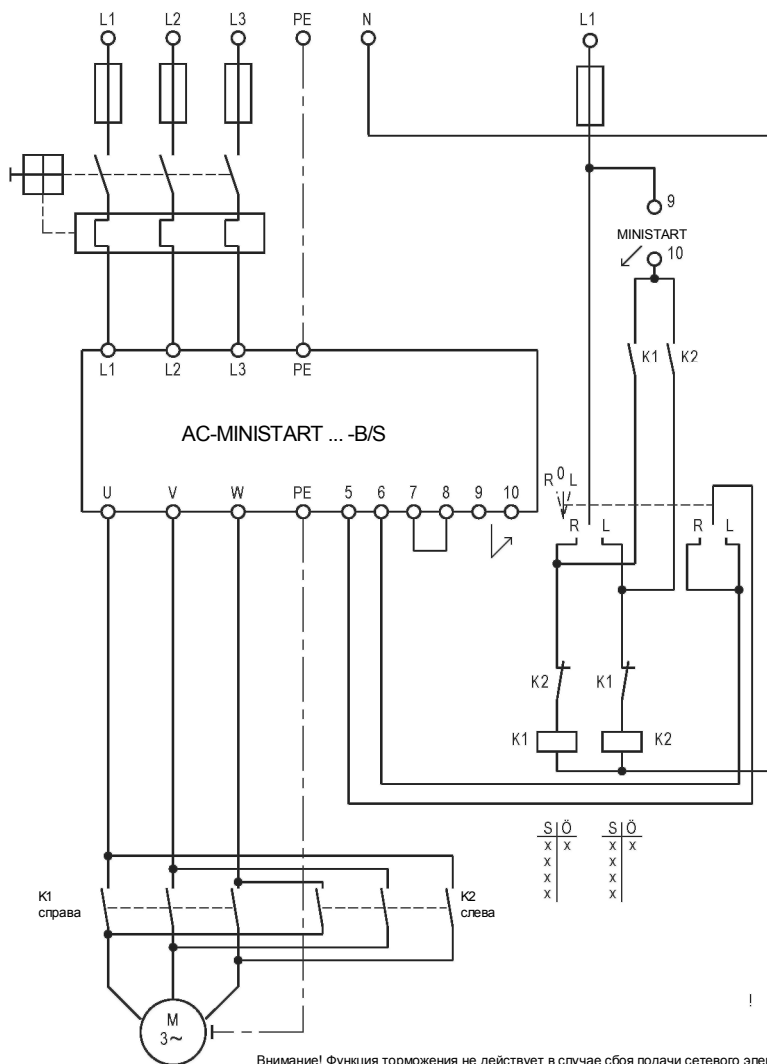 L1 L2 L3 PE N L1
9
MINISTART
10
K1 K2
L1 L2 L3 PE
AC-MINISTART ... -B/S
U V W PE 5 6 7 8 9 10
R 0 L
R L R L
K2 K1
K1 K2
S Ö S Ö
x x x x
x x
x x
x x
K1
справа
K2
слева
!
M
3~
Внимание! Функция торможения не действует в случае сбоя подачи сетевого